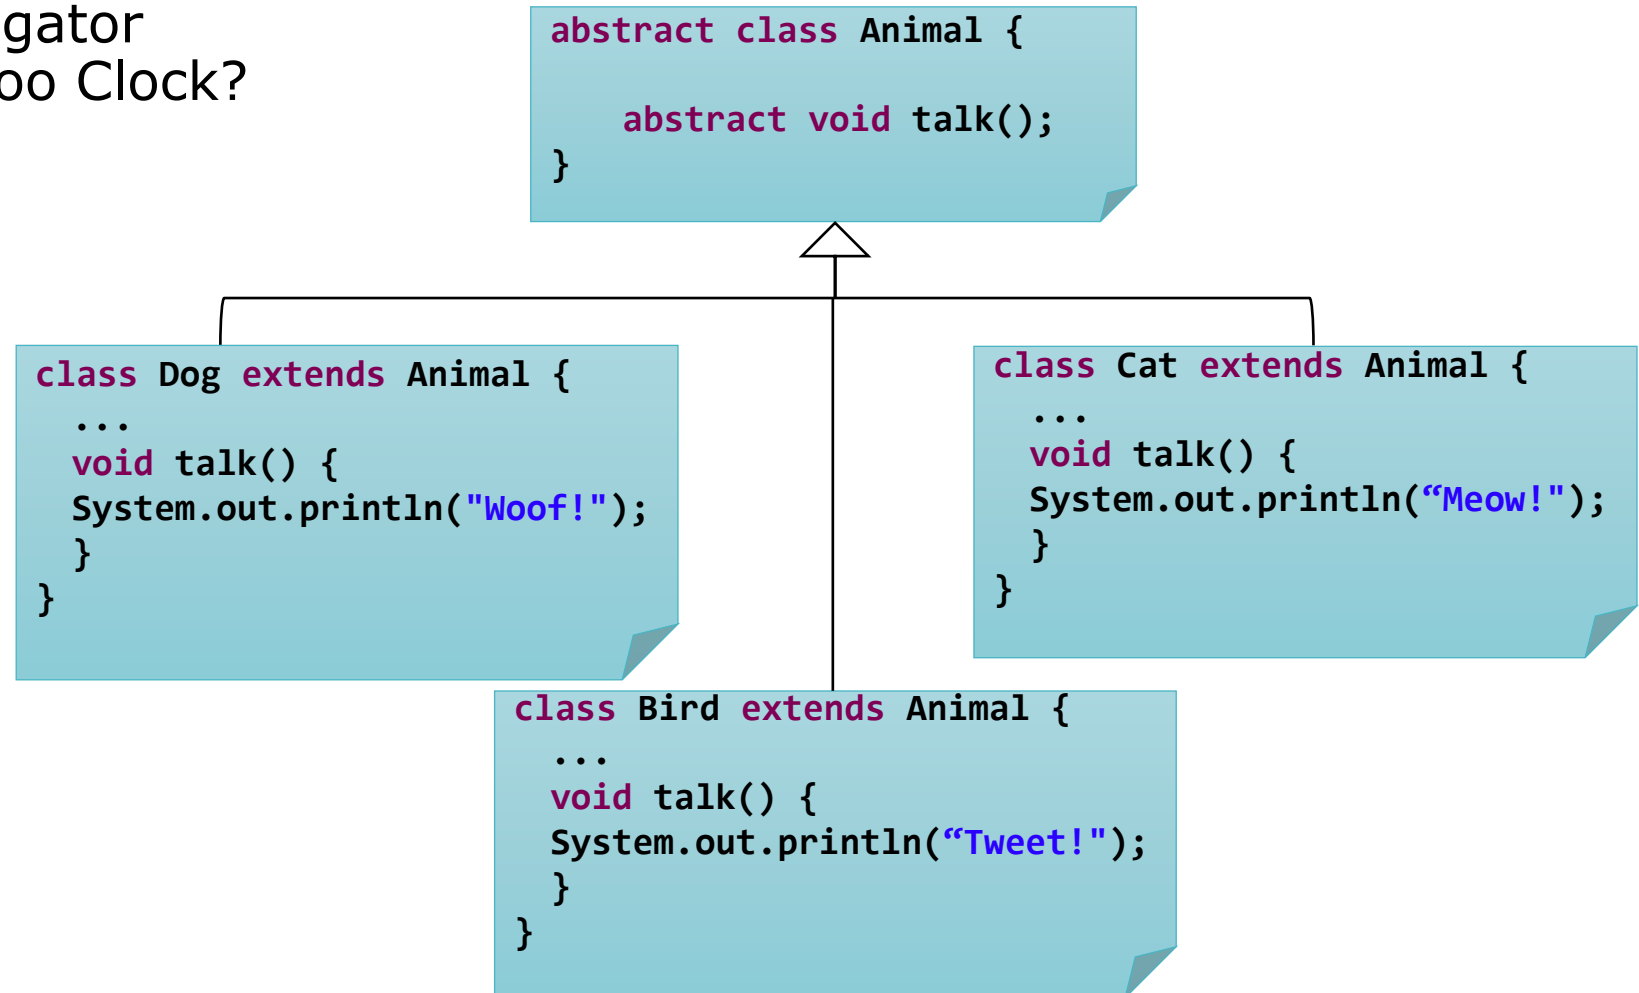 gator
oo Clock?
abstract class Animal {
abstract void talk();
}
class Dog extends Animal {
...
void talk() {
System.out.println("Woof!");
}
}
class Cat extends Animal {
...
void talk() {
System.out.println(“Meow!");
}
}
class Bird extends Animal {
...
void talk() {
System.out.println(“Tweet!");
}
}